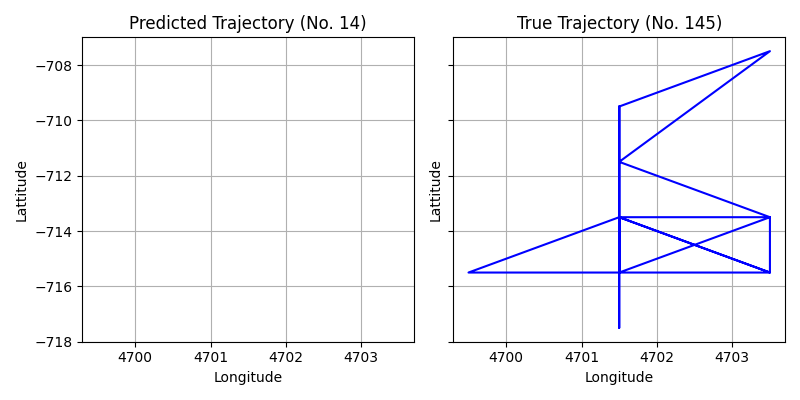 Predicted Trajectory (No. 14)
Lattitude
−708
−710
−712
−714
−716
−718
4700 4701 4702 4703
Longitude
True Trajectory (No. 145)
Lattitude
4700 4701 4702 4703
Longitude